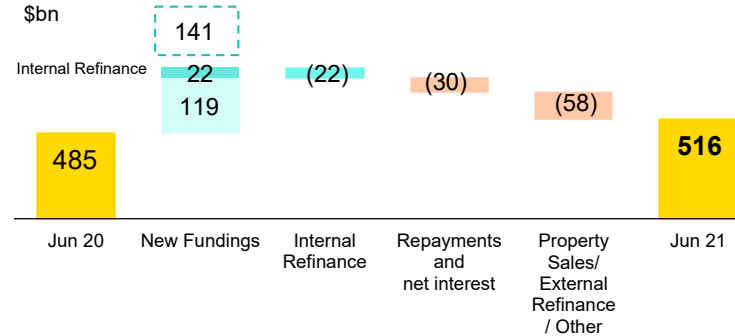 $bn
141
Internal Refinance
22
(22)
119
(30)
(58)
485
516
Jun 20
New Fundings
Internal
Refinance
Repayments
and
net interest
Property
Sales/
External
Refinance
/ Other
Jun 21